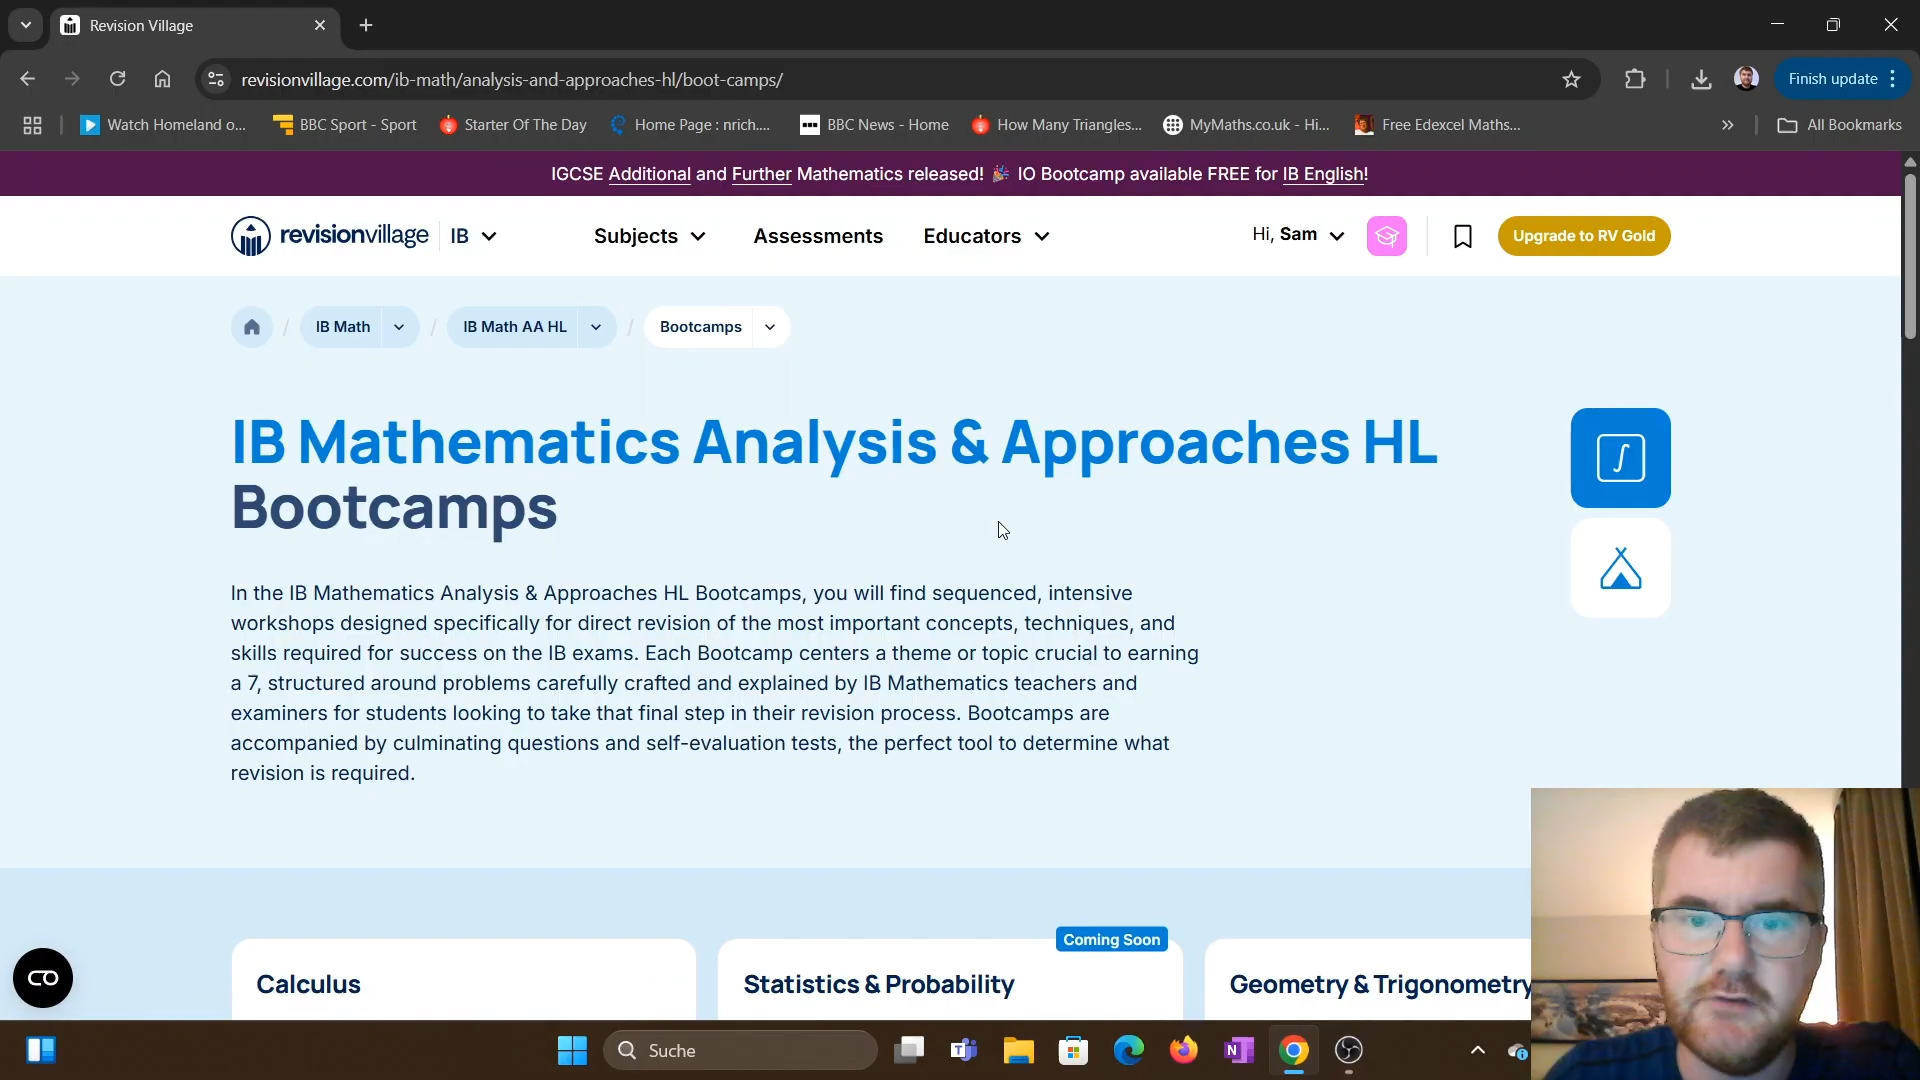 Revision Village
revisionvillage.com/ib-math/analysis-and-approaches-hl/boot-camps/
Finish update
Watch Homeland o...
BBC Sport - Sport
Starter Of The Day
Home Page : nrich....
BBC News - Home
How Many Triangles...
MyMaths.co.uk - Hi...
Free Edexcel Maths...
All Bookmarks
IGCSE Additional and Further Mathematics released! 🎉 IO Bootcamp available FREE for IB English!
revisionvillage
IB
Subjects
Assessments
Educators
Hi, Sam
Upgrade to RV Gold
IB Math / IB Math AA HL / Bootcamps
IB Mathematics Analysis & Approaches HL
Bootcamps
In the IB Mathematics Analysis & Approaches HL Bootcamps, you will find sequenced, intensive
workshops designed specifically for direct revision of the most important concepts, techniques, and
skills required for success on the IB exams. Each Bootcamp centers a theme or topic crucial to earning
a 7, structured around problems carefully crafted and explained by IB Mathematics teachers and
examiners for students looking to take that final step in their revision process. Bootcamps are
accompanied by culminating questions and self-evaluation tests, the perfect tool to determine what
revision is required.
Coming Soon
Calculus
Statistics & Probability
Geometry & Trigonometry
Suche